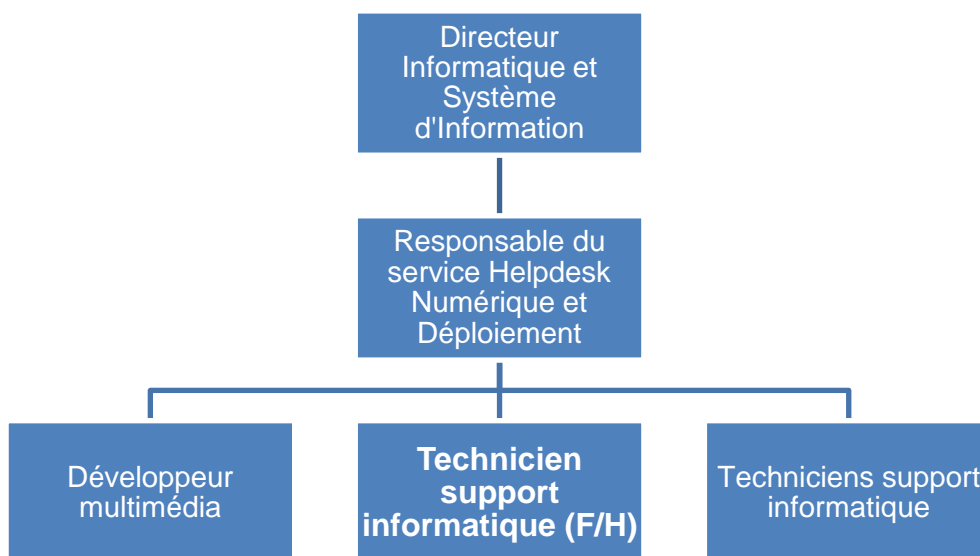 Directeur
Informatique et
Système
d'Information
Responsable du
service Helpdesk
Numérique et
Déploiement
Développeur
multimédia
Technicien
support
informatique (F/H)
Techniciens support
informatique